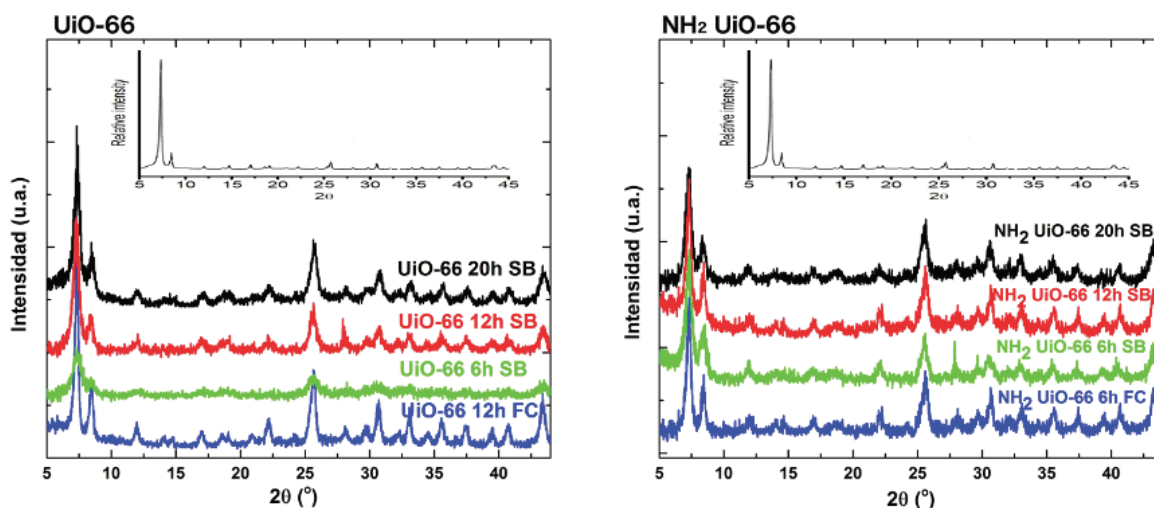 UiO-66
Intensidad (u.a.)
Relative intensity
5 10 15 20 25 30 35 40 45
2θ
UiO-66 20h SB
UiO-66 12h SB
UiO-66 6h SB
UiO-66 12h FC
5 10 15 20 25 30 35 40
2θ (°)
NH₂ UiO-66
Intensidad (u.a.)
Relative intensity
5 10 15 20 25 30 35 40 45
2θ
NH₂ UiO-66 20h SB
NH₂ UiO-66 12h SB
NH₂ UiO-66 6h SB
NH₂ UiO-66 6h FC
5 10 15 20 25 30 35 40
2θ (°)